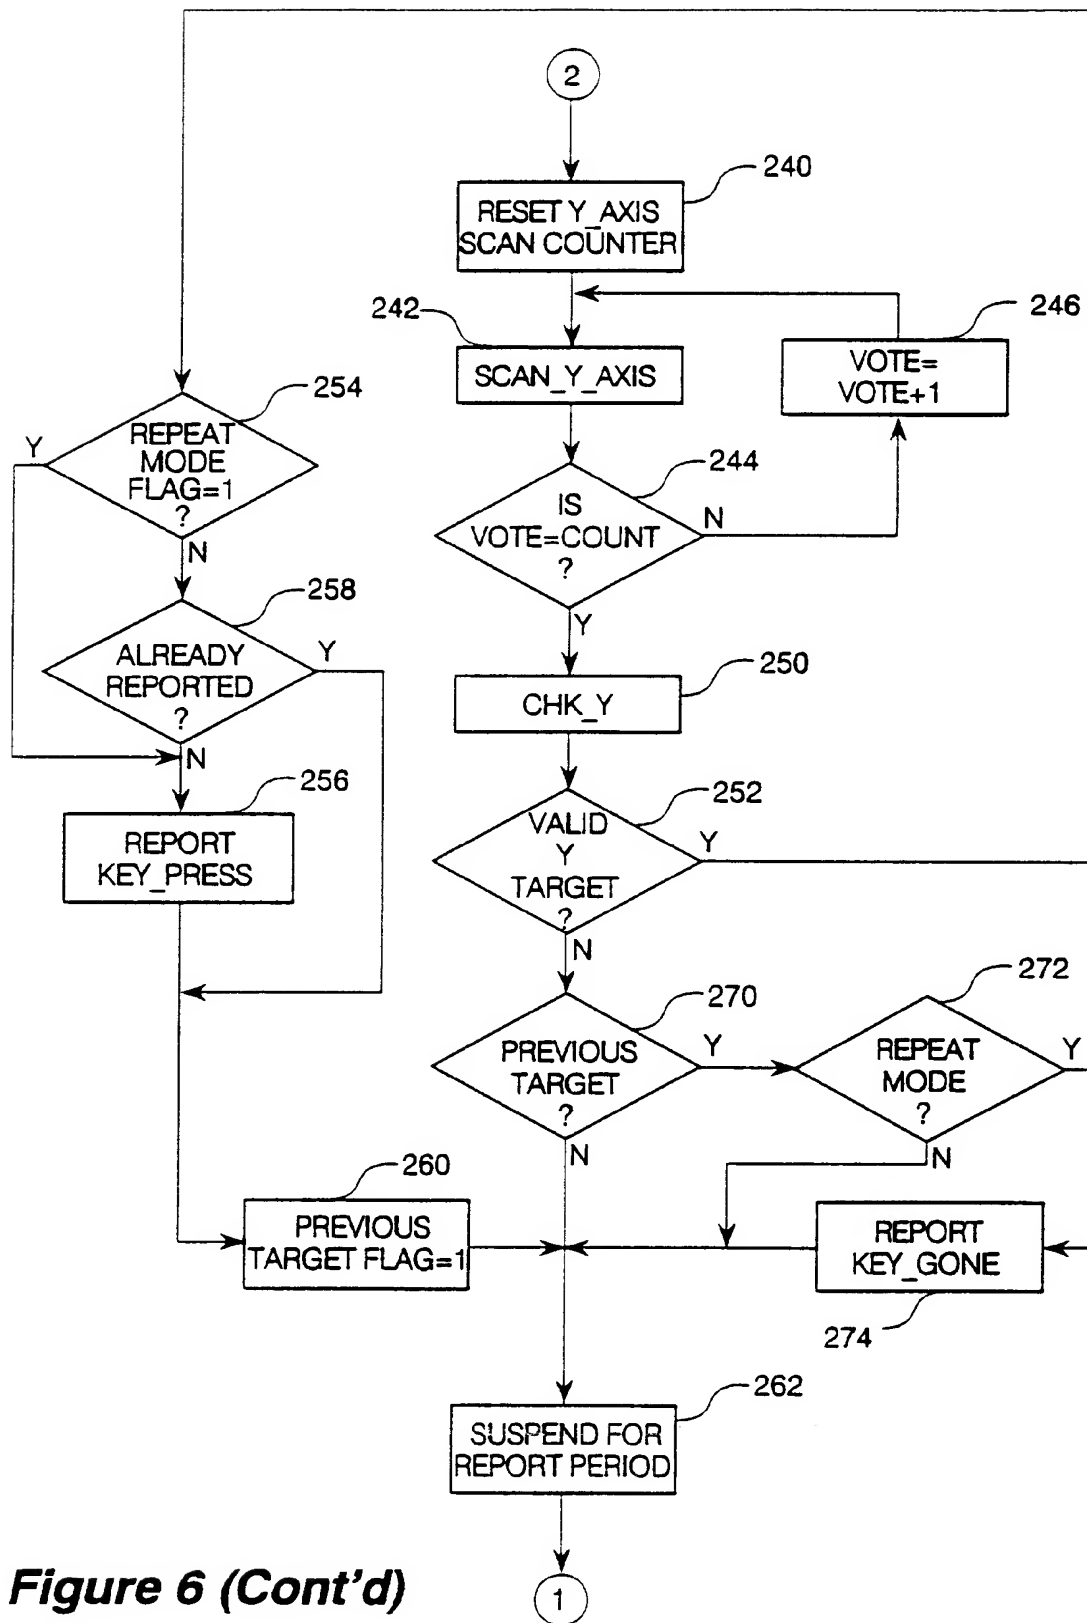 2
240
RESET Y_AXIS
SCAN COUNTER
242
246
SCAN_Y_AXIS
VOTE=
VOTE+1
254
Y
REPEAT
MODE
FLAG=1
?
N
244
IS
VOTE=COUNT
?
N
Y
258
ALREADY
REPORTED
?
Y
N
250
CHK_Y
256
REPORT
KEY_PRESS
252
VALID
Y
TARGET
?
Y
N
270
PREVIOUS
TARGET
?
Y
N
272
REPEAT
MODE
?
Y
N
260
PREVIOUS
TARGET FLAG=1
REPORT
KEY_GONE
274
262
SUSPEND FOR
REPORT PERIOD
1
Figure 6 (Cont'd)